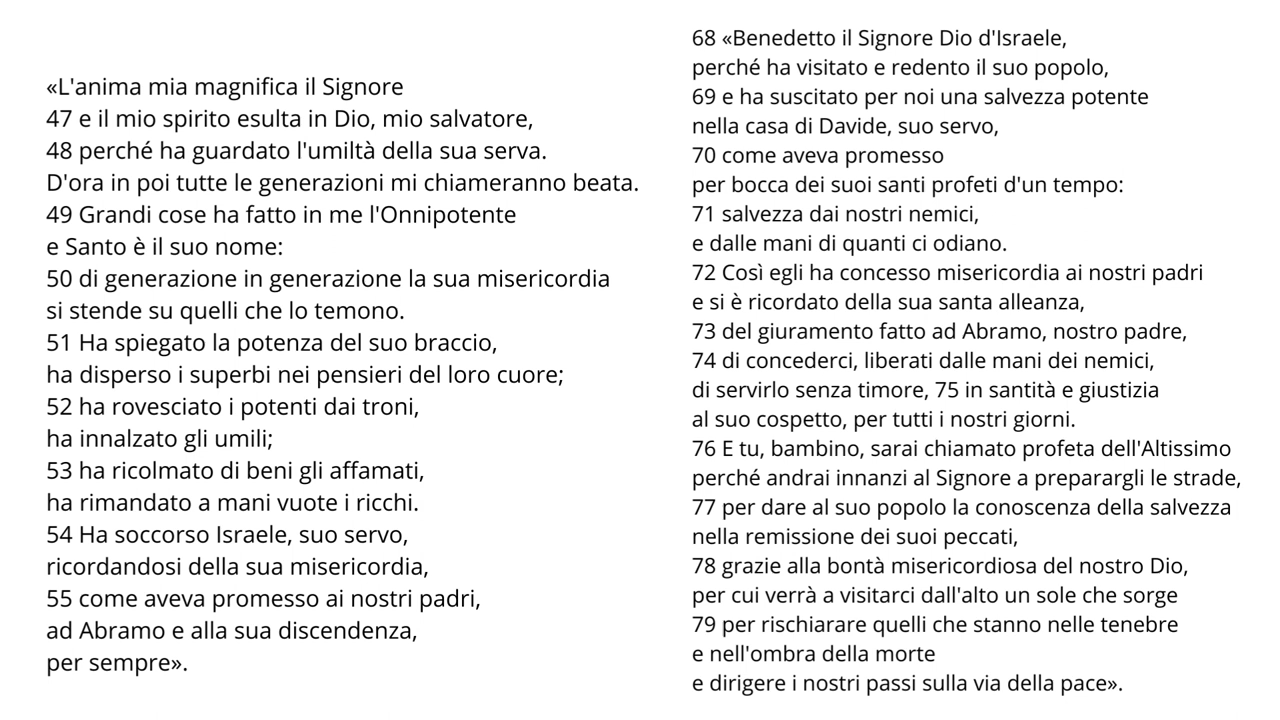 «L'anima mia magnifica il Signore
47 e il mio spirito esulta in Dio, mio salvatore,
48 perché ha guardato l'umiltà della sua serva.
D'ora in poi tutte le generazioni mi chiameranno beata.
49 Grandi cose ha fatto in me l'Onnipotente
e Santo è il suo nome:
50 di generazione in generazione la sua misericordia
si stende su quelli che lo temono.
51 Ha spiegato la potenza del suo braccio,
ha disperso i superbi nei pensieri del loro cuore;
52 ha rovesciato i potenti dai troni,
ha innalzato gli umili;
53 ha ricolmato di beni gli affamati,
ha rimandato a mani vuote i ricchi.
54 Ha soccorso Israele, suo servo,
ricordandosi della sua misericordia,
55 come aveva promesso ai nostri padri,
ad Abramo e alla sua discendenza,
per sempre».
68 «Benedetto il Signore Dio d'Israele,
perché ha visitato e redento il suo popolo,
69 e ha suscitato per noi una salvezza potente
nella casa di Davide, suo servo,
70 come aveva promesso
per bocca dei suoi santi profeti d'un tempo:
71 salvezza dai nostri nemici,
e dalle mani di quanti ci odiano.
72 Così egli ha concesso misericordia ai nostri padri
e si è ricordato della sua santa alleanza,
73 del giuramento fatto ad Abramo, nostro padre,
74 di concederci, liberati dalle mani dei nemici,
di servirlo senza timore, 75 in santità e giustizia
al suo cospetto, per tutti i nostri giorni.
76 E tu, bambino, sarai chiamato profeta dell'Altissimo
perché andrai innanzi al Signore a preparargli le strade,
77 per dare al suo popolo la conoscenza della salvezza
nella remissione dei suoi peccati,
78 grazie alla bontà misericordiosa del nostro Dio,
per cui verrà a visitarci dall'alto un sole che sorge
79 per rischiarare quelli che stanno nelle tenebre
e nell'ombra della morte
e dirigere i nostri passi sulla via della pace».